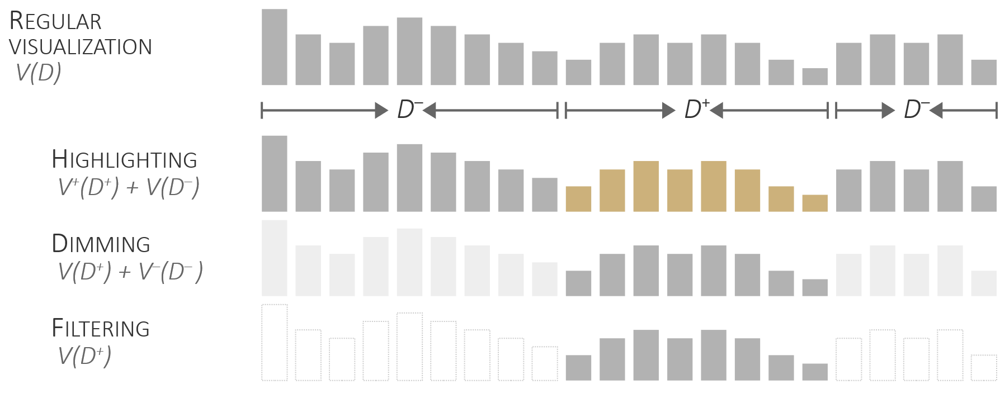 REGULAR
VISUALIZATION
V(D)
D⁻ D⁺ D⁻
HIGHLIGHTING
V⁺(D⁺) + V(D⁻)
DIMMING
V(D⁺) + V⁻(D⁻)
FILTERING
V(D⁺)